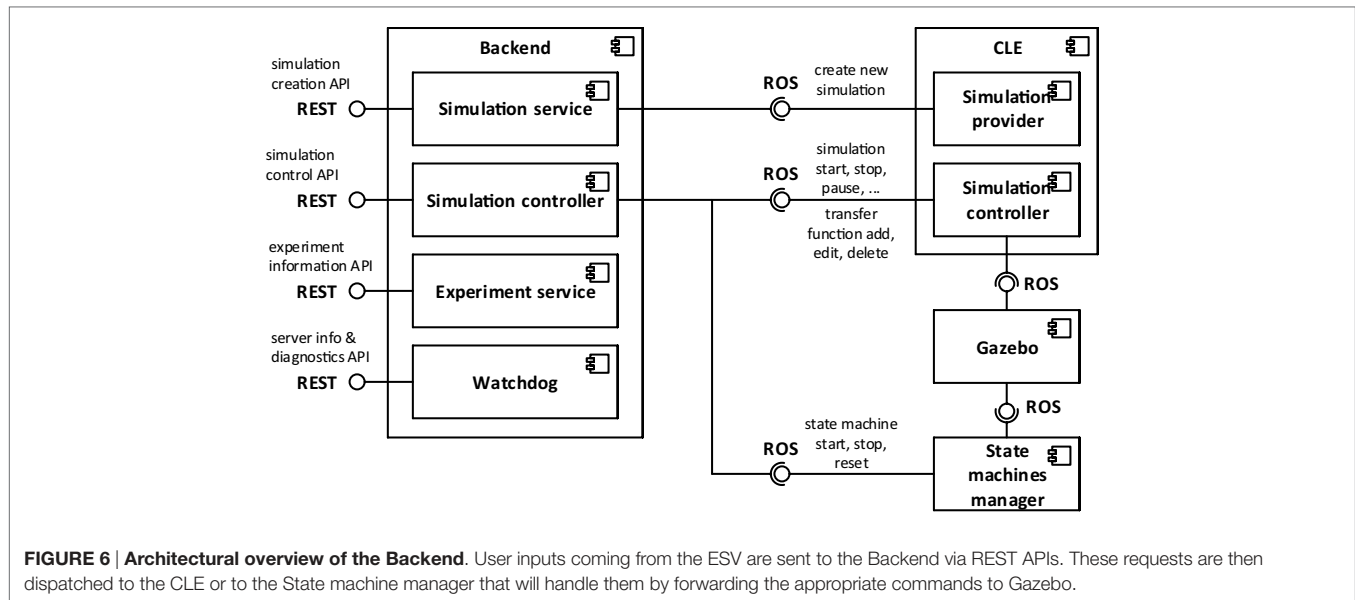 Backend
CLE
simulation
creation API
REST
Simulation service
ROS
create new
simulation
Simulation
provider
simulation
control API
REST
Simulation controller
ROS
simulation
start, stop,
pause, ...
transfer
function add,
edit, delete
Simulation
controller
experiment
information API
REST
Experiment service
ROS
Gazebo
server info &
diagnostics API
REST
Watchdog
ROS
ROS
state machine
start, stop,
reset
State
machines
manager
FIGURE 6 | Architectural overview of the Backend. User inputs coming from the ESV are sent to the Backend via REST APIs. These requests are then
dispatched to the CLE or to the State machine manager that will handle them by forwarding the appropriate commands to Gazebo.